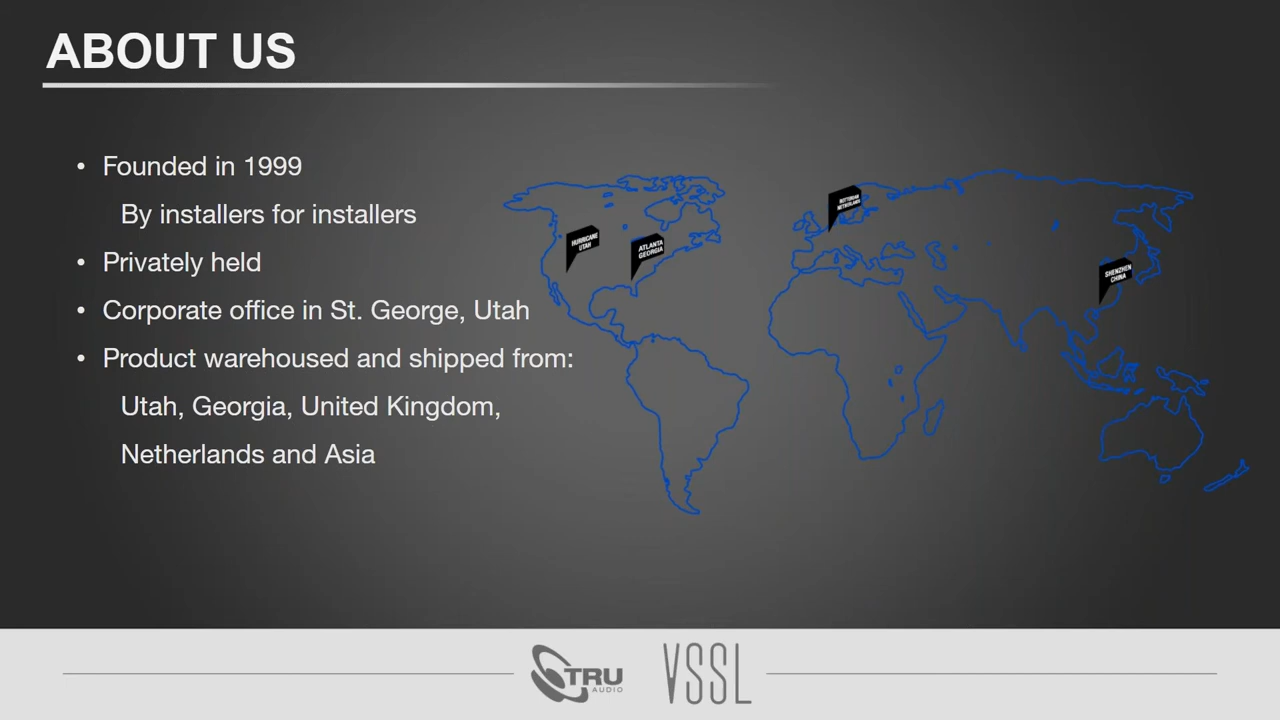 ABOUT US
• Founded in 1999
By installers for installers
• Privately held
• Corporate office in St. George, Utah
• Product warehoused and shipped from:
Utah, Georgia, United Kingdom,
Netherlands and Asia
HURRICANE
UTAH
ATLANTA
GEORGIA
NETHERLANDS
SHENZHEN
CHINA
TRU
AUDIO
VSSL